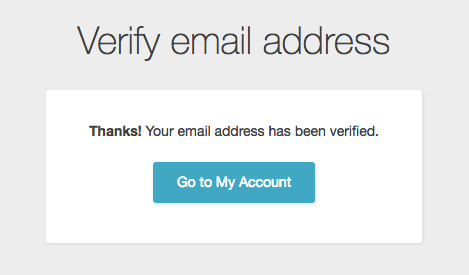 Verify email address
Thanks! Your email address has been verified.
Go to My Account